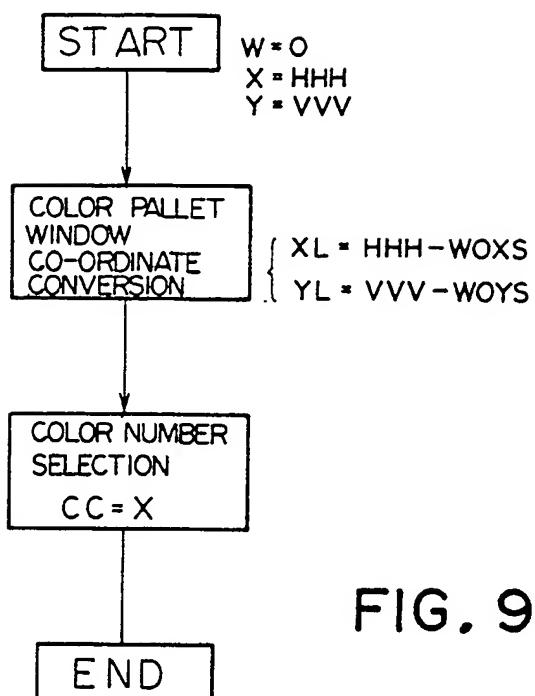 START
W = 0
X = HHH
Y = VVV
COLOR PALLET
WINDOW
CO-ORDINATE
CONVERSION
XL = HHH-WOXS
YL = VVV-WOYS
COLOR NUMBER
SELECTION
CC = X
END
FIG. 9